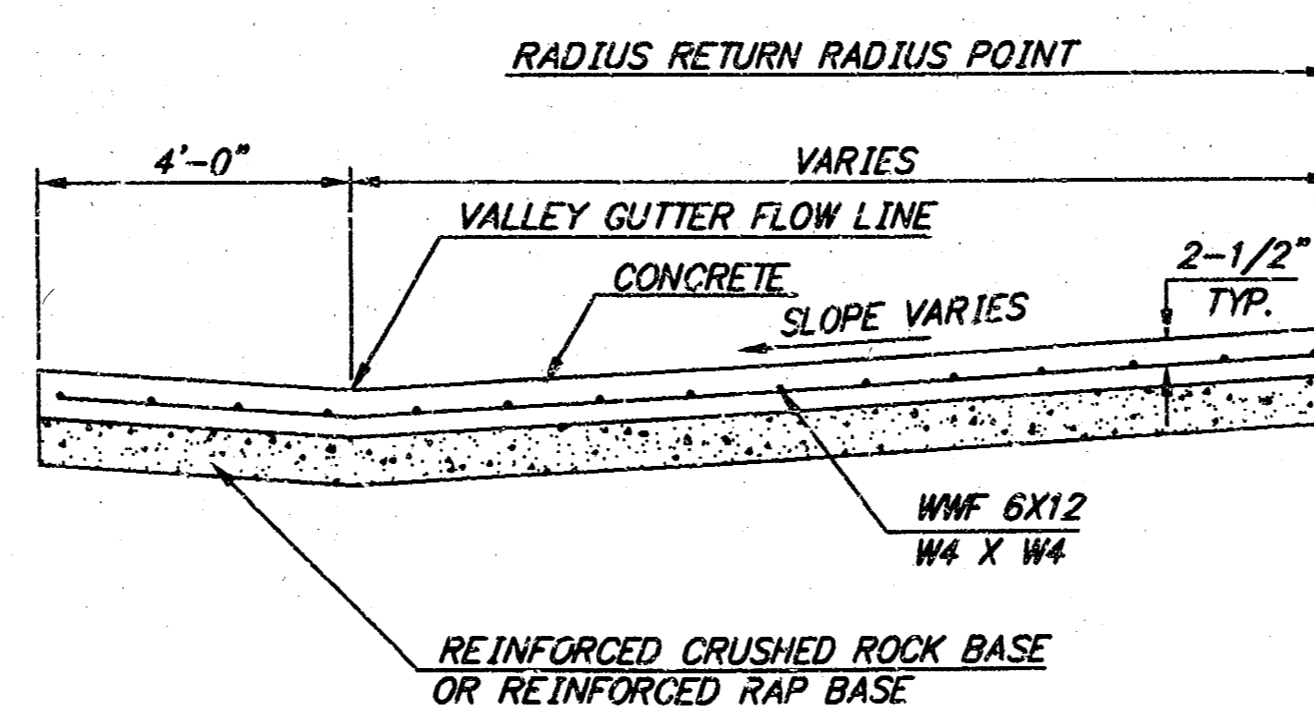 RADIUS RETURN RADIUS POINT
4'-0"
VARIES
VALLEY GUTTER FLOW LINE
CONCRETE
2-1/2"
TYP.
SLOPE VARIES
WWF 6X12
W4 X W4
REINFORCED CRUSHED ROCK BASE
OR REINFORCED RAP BASE